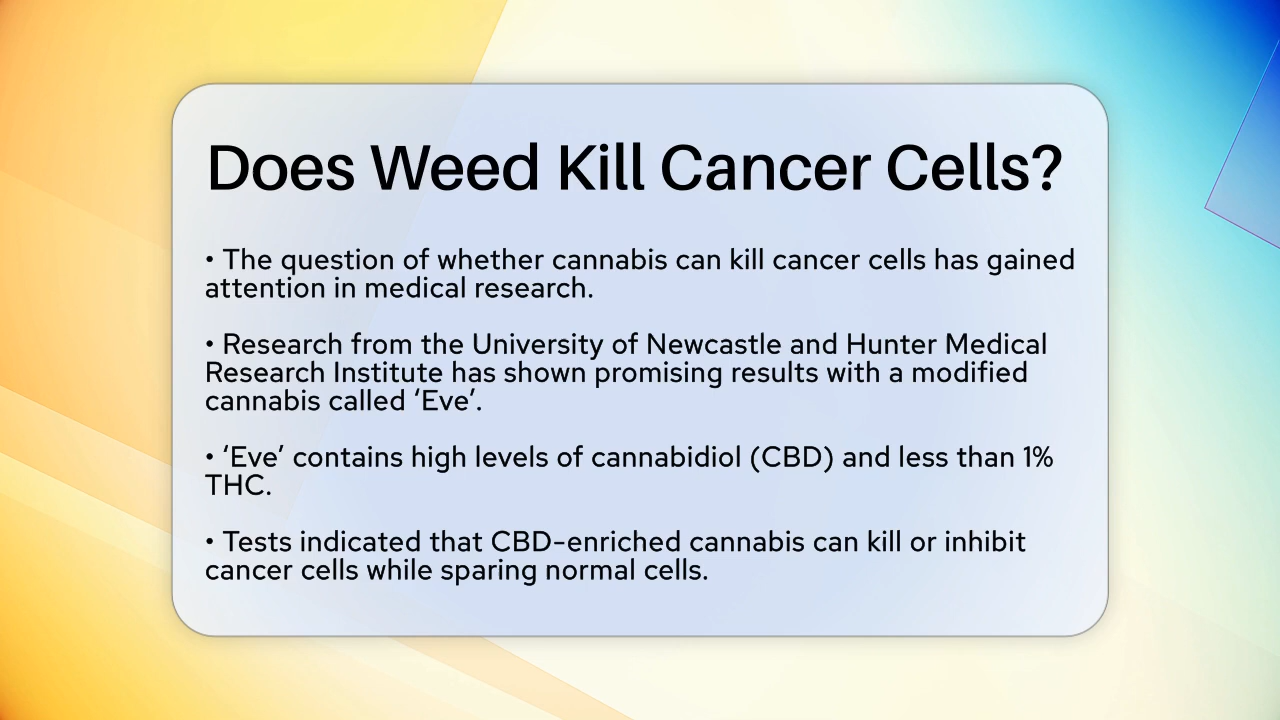 Does Weed Kill Cancer Cells?
• The question of whether cannabis can kill cancer cells has gained
attention in medical research.
• Research from the University of Newcastle and Hunter Medical
Research Institute has shown promising results with a modified
cannabis called ‘Eve’.
• ‘Eve’ contains high levels of cannabidiol (CBD) and less than 1%
THC.
• Tests indicated that CBD-enriched cannabis can kill or inhibit
cancer cells while sparing normal cells.